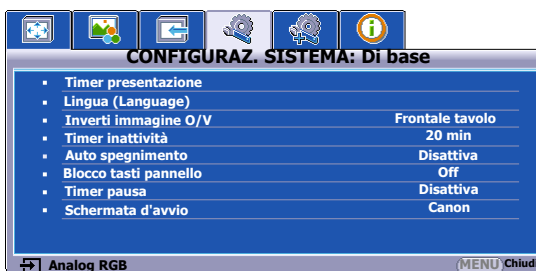 CONFIGURAZ. SISTEMA: Di base
Timer presentazione
Lingua (Language)
Inverti immagine O/V Frontale tavolo
Timer inattività 20 min
Auto spegnimento Disattiva
Blocco tasti pannello Off
Timer pausa Disattiva
Schermata d'avvio Canon
Analog RGB MENU Chiudi